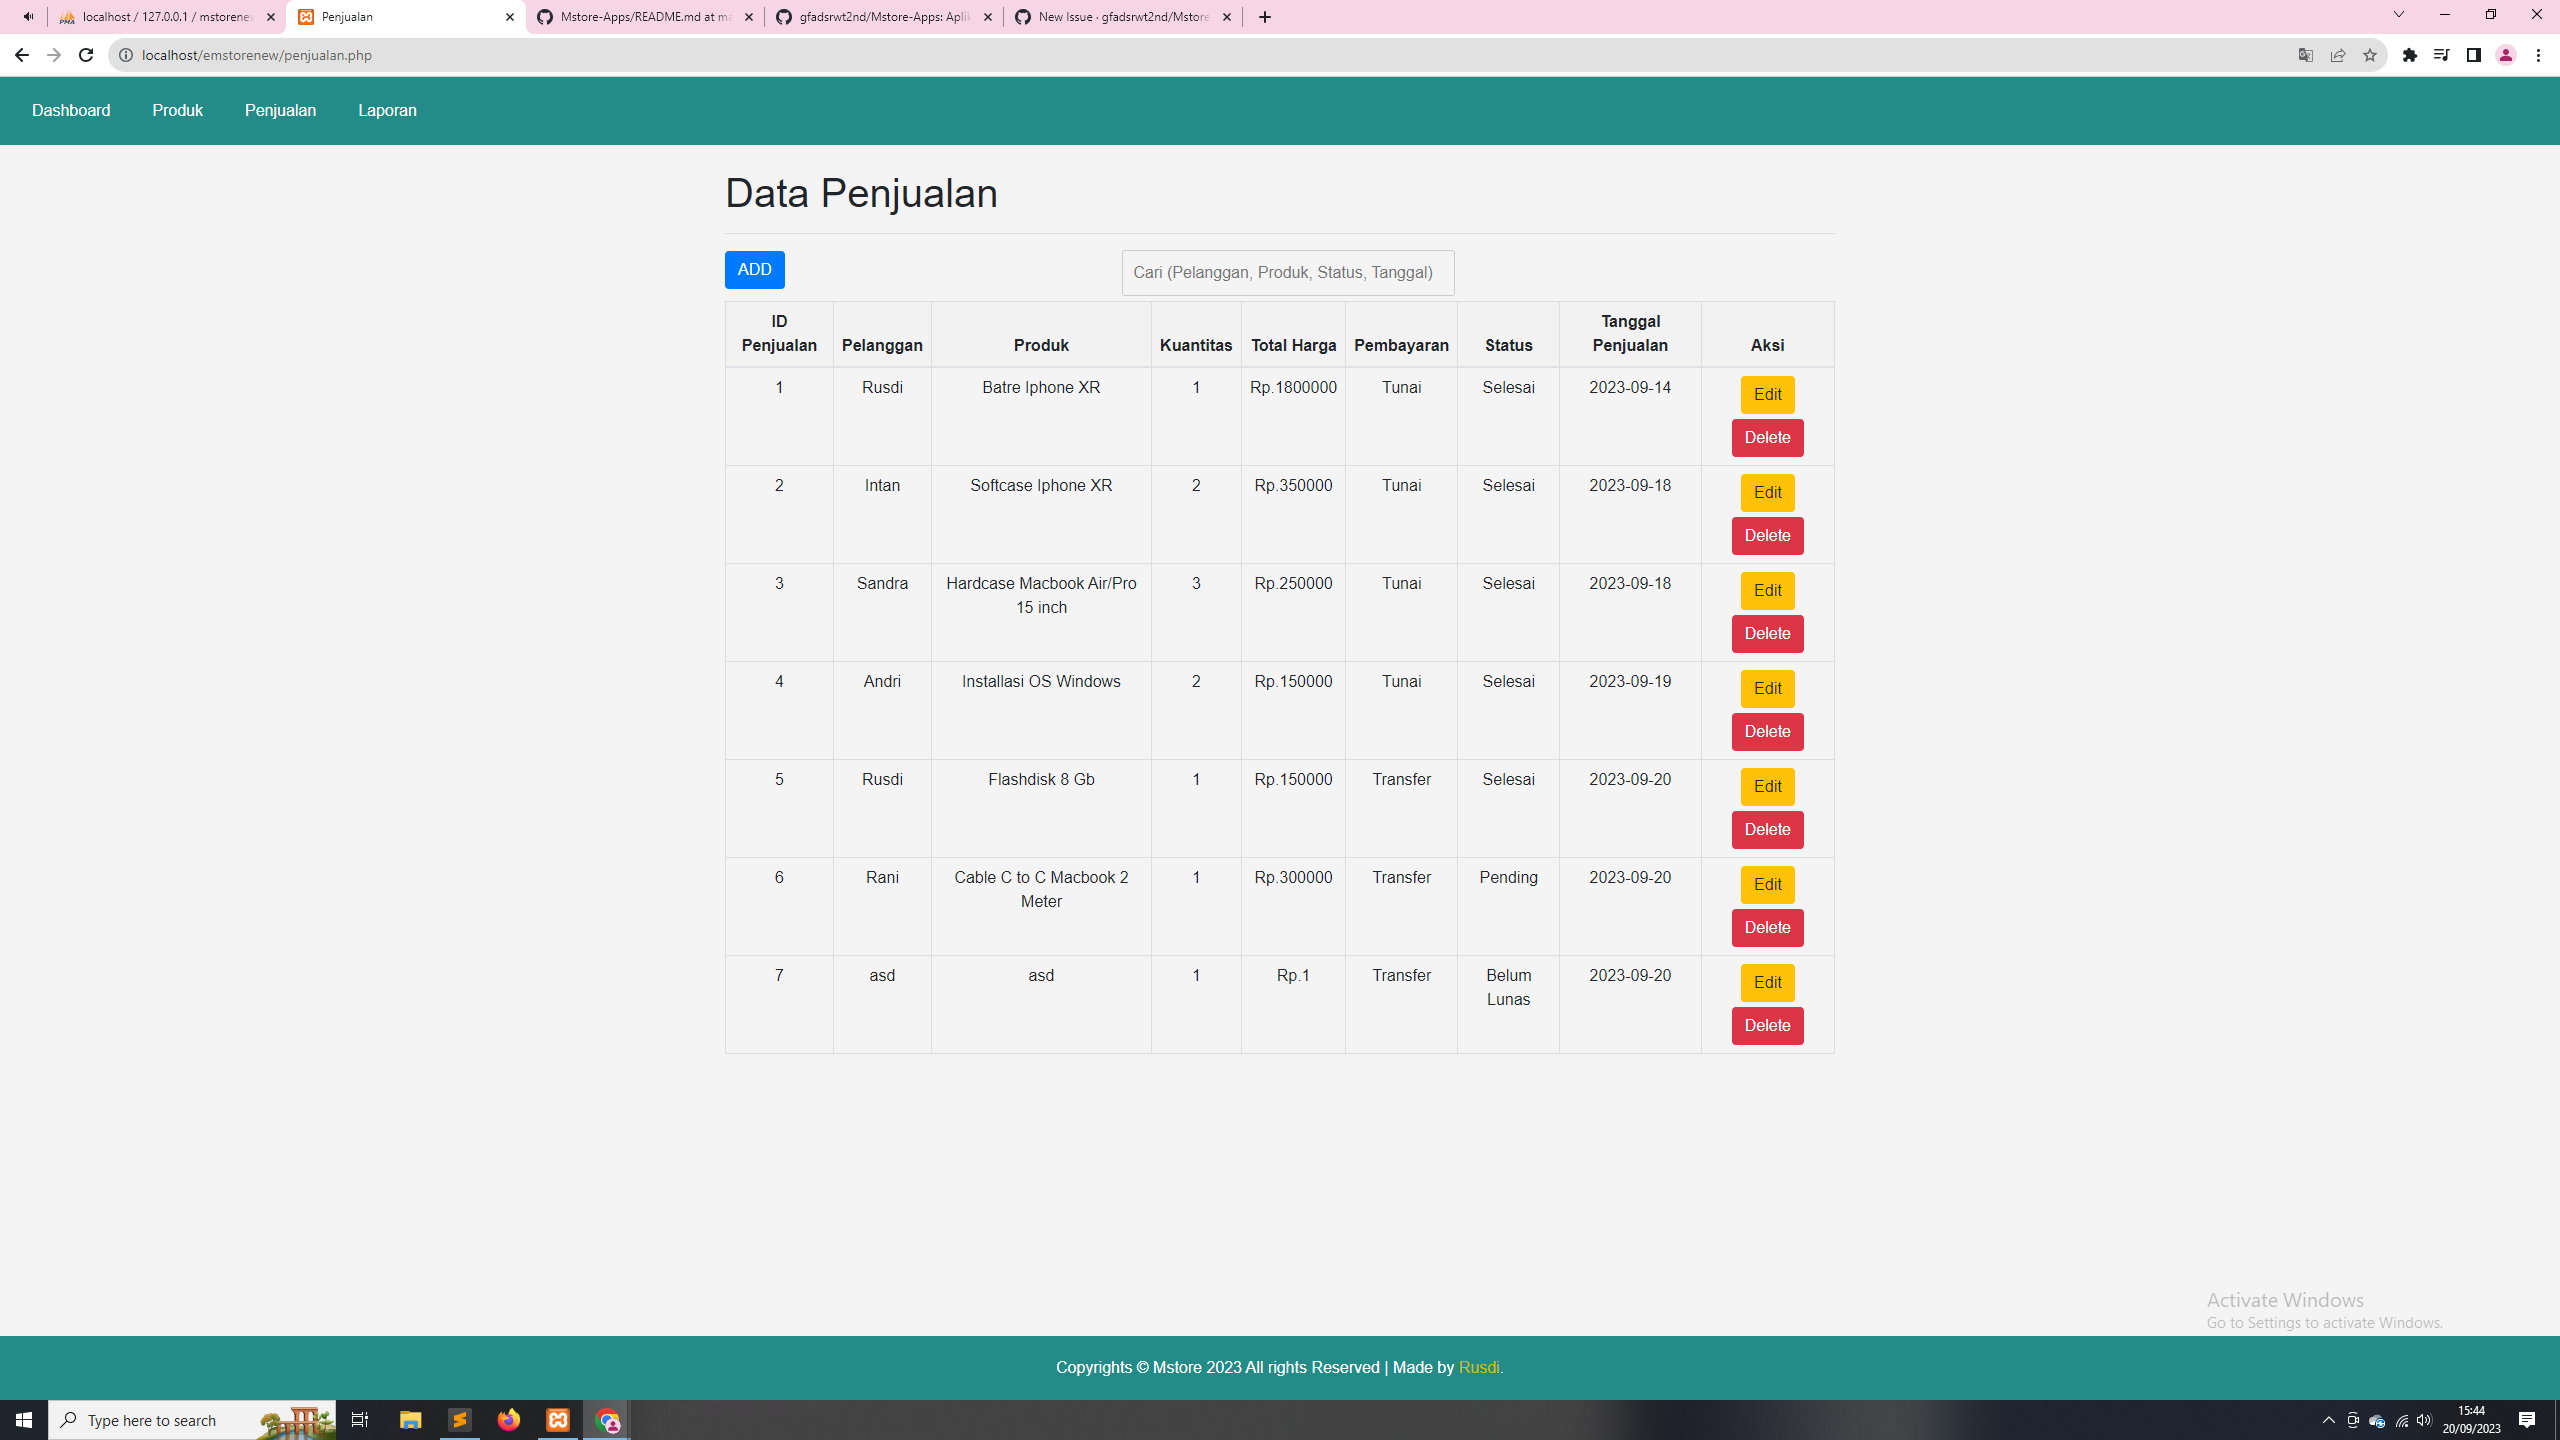 localhost / 127.0.0.1 / mstorenew
Penjualan
Mstore-Apps/README.md at ma
gfadsrwt2nd/Mstore-Apps: Aplik
New Issue · gfadsrwt2nd/Mstore
localhost/emstorenew/penjualan.php
Dashboard Produk Penjualan Laporan
Data Penjualan
ADD
Cari (Pelanggan, Produk, Status, Tanggal)
ID Penjualan Pelanggan Produk Kuantitas Total Harga Pembayaran Status Tanggal Penjualan Aksi
1 Rusdi Batre Iphone XR 1 Rp.1800000 Tunai Selesai 2023-09-14 Edit
Delete
2 Intan Softcase Iphone XR 2 Rp.350000 Tunai Selesai 2023-09-18 Edit
Delete
3 Sandra Hardcase Macbook Air/Pro 15 inch 3 Rp.250000 Tunai Selesai 2023-09-18 Edit
Delete
4 Andri Installasi OS Windows 2 Rp.150000 Tunai Selesai 2023-09-19 Edit
Delete
5 Rusdi Flashdisk 8 Gb 1 Rp.150000 Transfer Selesai 2023-09-20 Edit
Delete
6 Rani Cable C to C Macbook 2 Meter 1 Rp.300000 Transfer Pending 2023-09-20 Edit
Delete
7 asd asd 1 Rp.1 Transfer Belum Lunas 2023-09-20 Edit
Delete
Activate Windows
Go to Settings to activate Windows.
Copyrights © Mstore 2023 All rights Reserved | Made by Rusdi.
Type here to search
15:44
20/09/2023